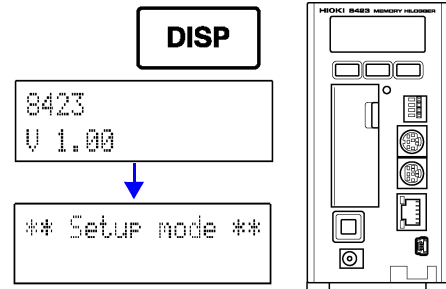 DISP
8423
V 1.00
** Setup mode **
HIOKI 8423 MEMORY HiLOGGER